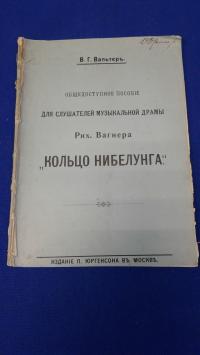 В. Г. Вальтеръ.
ОБЩЕДОСТУПНОЕ ПОСОБІЕ
ДЛЯ СЛУШАТЕЛЕЙ МУЗЫКАЛЬНОЙ ДРАМЫ
Рих. Вагнера
„КОЛЬЦО НИБЕЛУНГА."
ИЗДАНІЕ П. ЮРГЕНСОНА ВЪ МОСКВѢ.